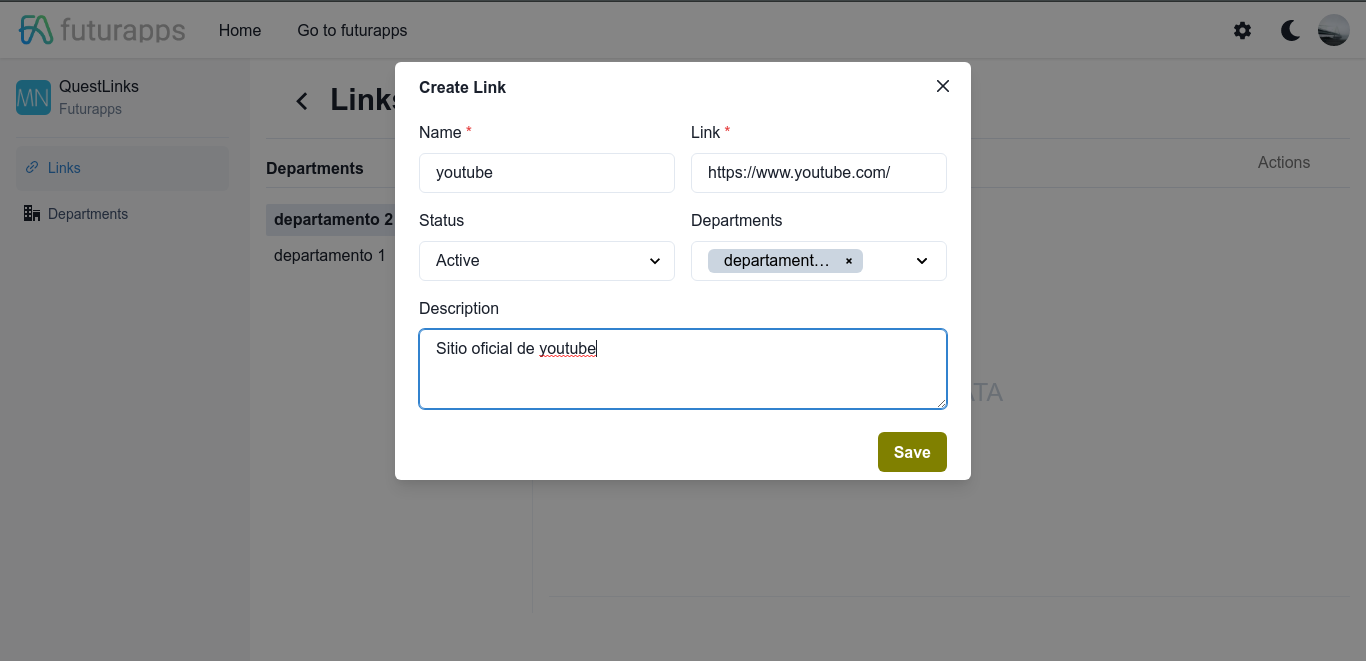 futurapps Home Go to futurapps
MN QuestLinks
Futurapps
Links
Departments
Links
Departments
Actions
departamento 2
departamento 1
Create Link
Name * Link *
youtube https://www.youtube.com/
Status Departments
Active departament… ×
Description
Sitio oficial de youtube
Save